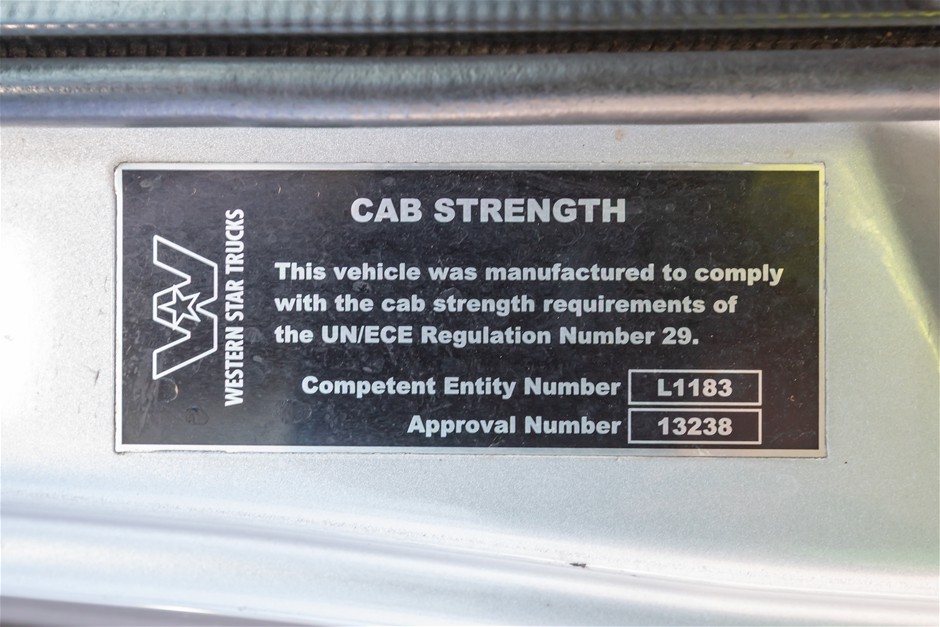 CAB STRENGTH
WESTERN STAR TRUCKS
This vehicle was manufactured to comply
with the cab strength requirements of
the UN/ECE Regulation Number 29.
Competent Entity Number L1183
Approval Number 13238